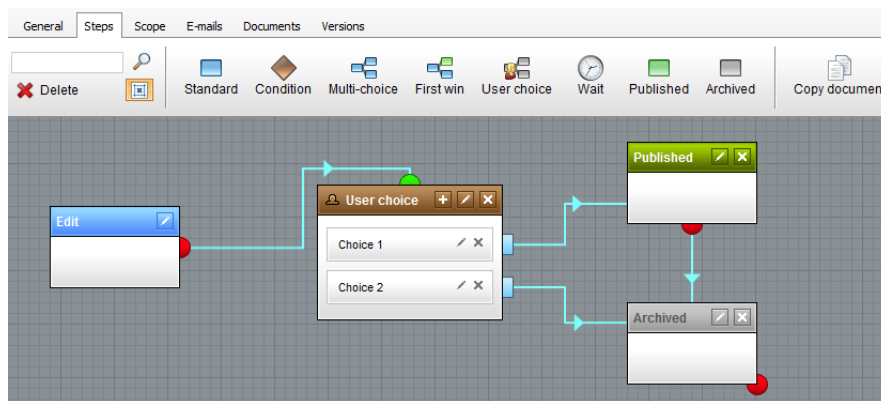 General Steps Scope E-mails Documents Versions
Delete
Standard Condition Multi-choice First win User choice Wait Published Archived Copy documen
Published
User choice
Edit
Choice 1
Choice 2
Archived